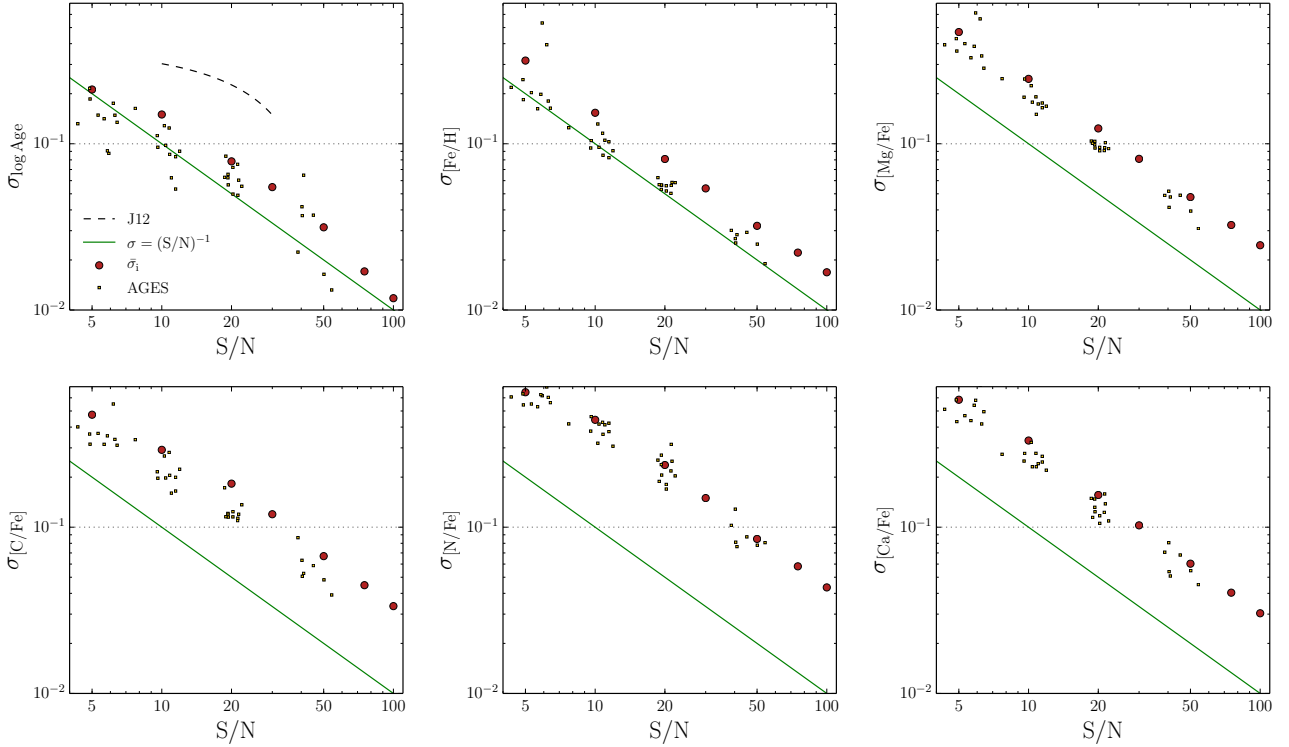 10⁻¹
10⁻²
σ_log Age
J12
σ = (S/N)⁻¹
σ̄_i
AGES
5 10 20 50 100
S/N
10⁻¹
10⁻²
σ_[Fe/H]
5 10 20 50 100
S/N
10⁻¹
10⁻²
σ_[Mg/Fe]
5 10 20 50 100
S/N
10⁻¹
10⁻²
σ_[C/Fe]
5 10 20 50 100
S/N
10⁻¹
10⁻²
σ_[N/Fe]
5 10 20 50 100
S/N
10⁻¹
10⁻²
σ_[Ca/Fe]
5 10 20 50 100
S/N